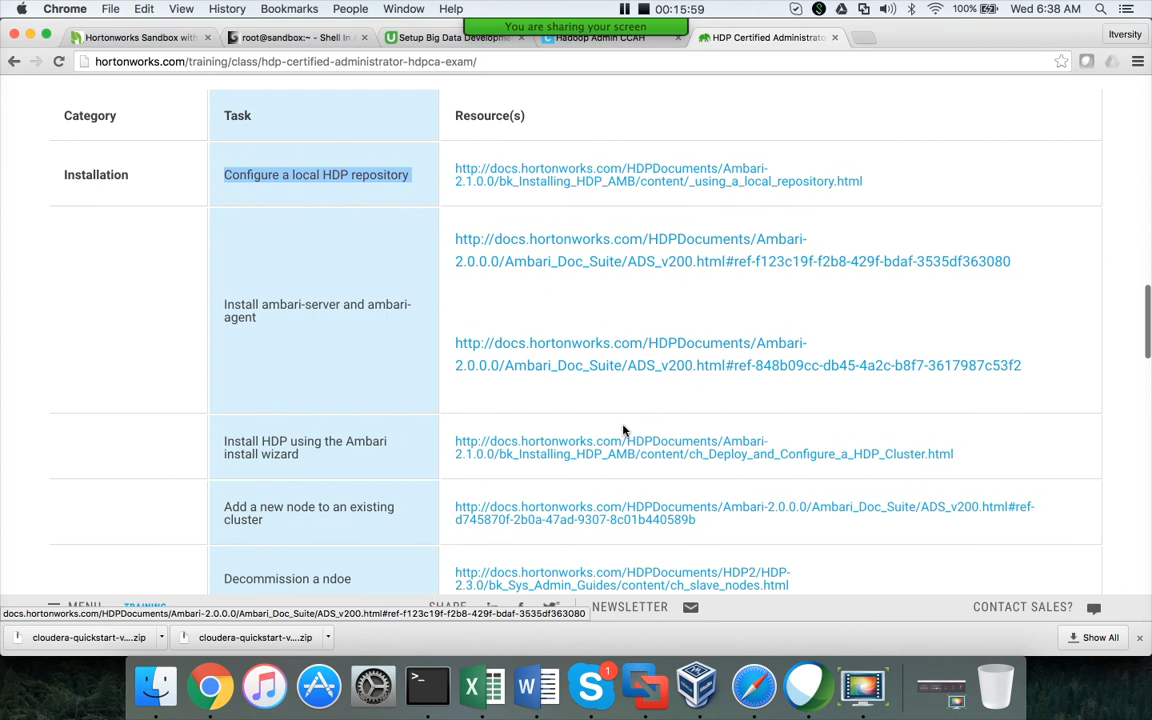 Chrome File Edit View History Bookmarks People Window Help
00:15:59
100%
Wed 6:38 AM
You are sharing your screen
Hortonworks Sandbox with
root@sandbox:~ - Shell In
Setup Big Data Developm
Hadoop Admin CCAH
HDP Certified Administrato
Itversity
hortonworks.com/training/class/hdp-certified-administrator-hdpca-exam/
Category Task Resource(s)
Installation
Configure a local HDP repository
http://docs.hortonworks.com/HDPDocuments/Ambari-
2.1.0.0/bk_Installing_HDP_AMB/content/_using_a_local_repository.html
Install ambari-server and ambari-
agent
http://docs.hortonworks.com/HDPDocuments/Ambari-
2.0.0.0/Ambari_Doc_Suite/ADS_v200.html#ref-f123c19f-f2b8-429f-bdaf-3535df363080
http://docs.hortonworks.com/HDPDocuments/Ambari-
2.0.0.0/Ambari_Doc_Suite/ADS_v200.html#ref-848b09cc-db45-4a2c-b8f7-3617987c53f2
Install HDP using the Ambari
install wizard
http://docs.hortonworks.com/HDPDocuments/Ambari-
2.1.0.0/bk_Installing_HDP_AMB/content/ch_Deploy_and_Configure_a_HDP_Cluster.html
Add a new node to an existing
cluster
http://docs.hortonworks.com/HDPDocuments/Ambari-2.0.0.0/Ambari_Doc_Suite/ADS_v200.html#ref-
d745870f-2b0a-47ad-9307-8c01b440589b
Decommission a ndoe
http://docs.hortonworks.com/HDPDocuments/HDP2/HDP-
2.3.0/bk_Sys_Admin_Guides/content/ch_slave_nodes.html
MENU TRAINING SHARE NEWSLETTER CONTACT SALES?
docs.hortonworks.com/HDPDocuments/Ambari-2.0.0.0/Ambari_Doc_Suite/ADS_v200.html#ref-f123c19f-f2b8-429f-bdaf-3535df363080
cloudera-quickstart-v....zip
cloudera-quickstart-v....zip
Show All
1